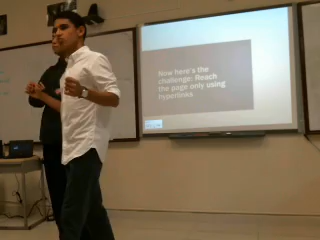 Now here's the
challenge: Reach
the page only using
hyperlinks